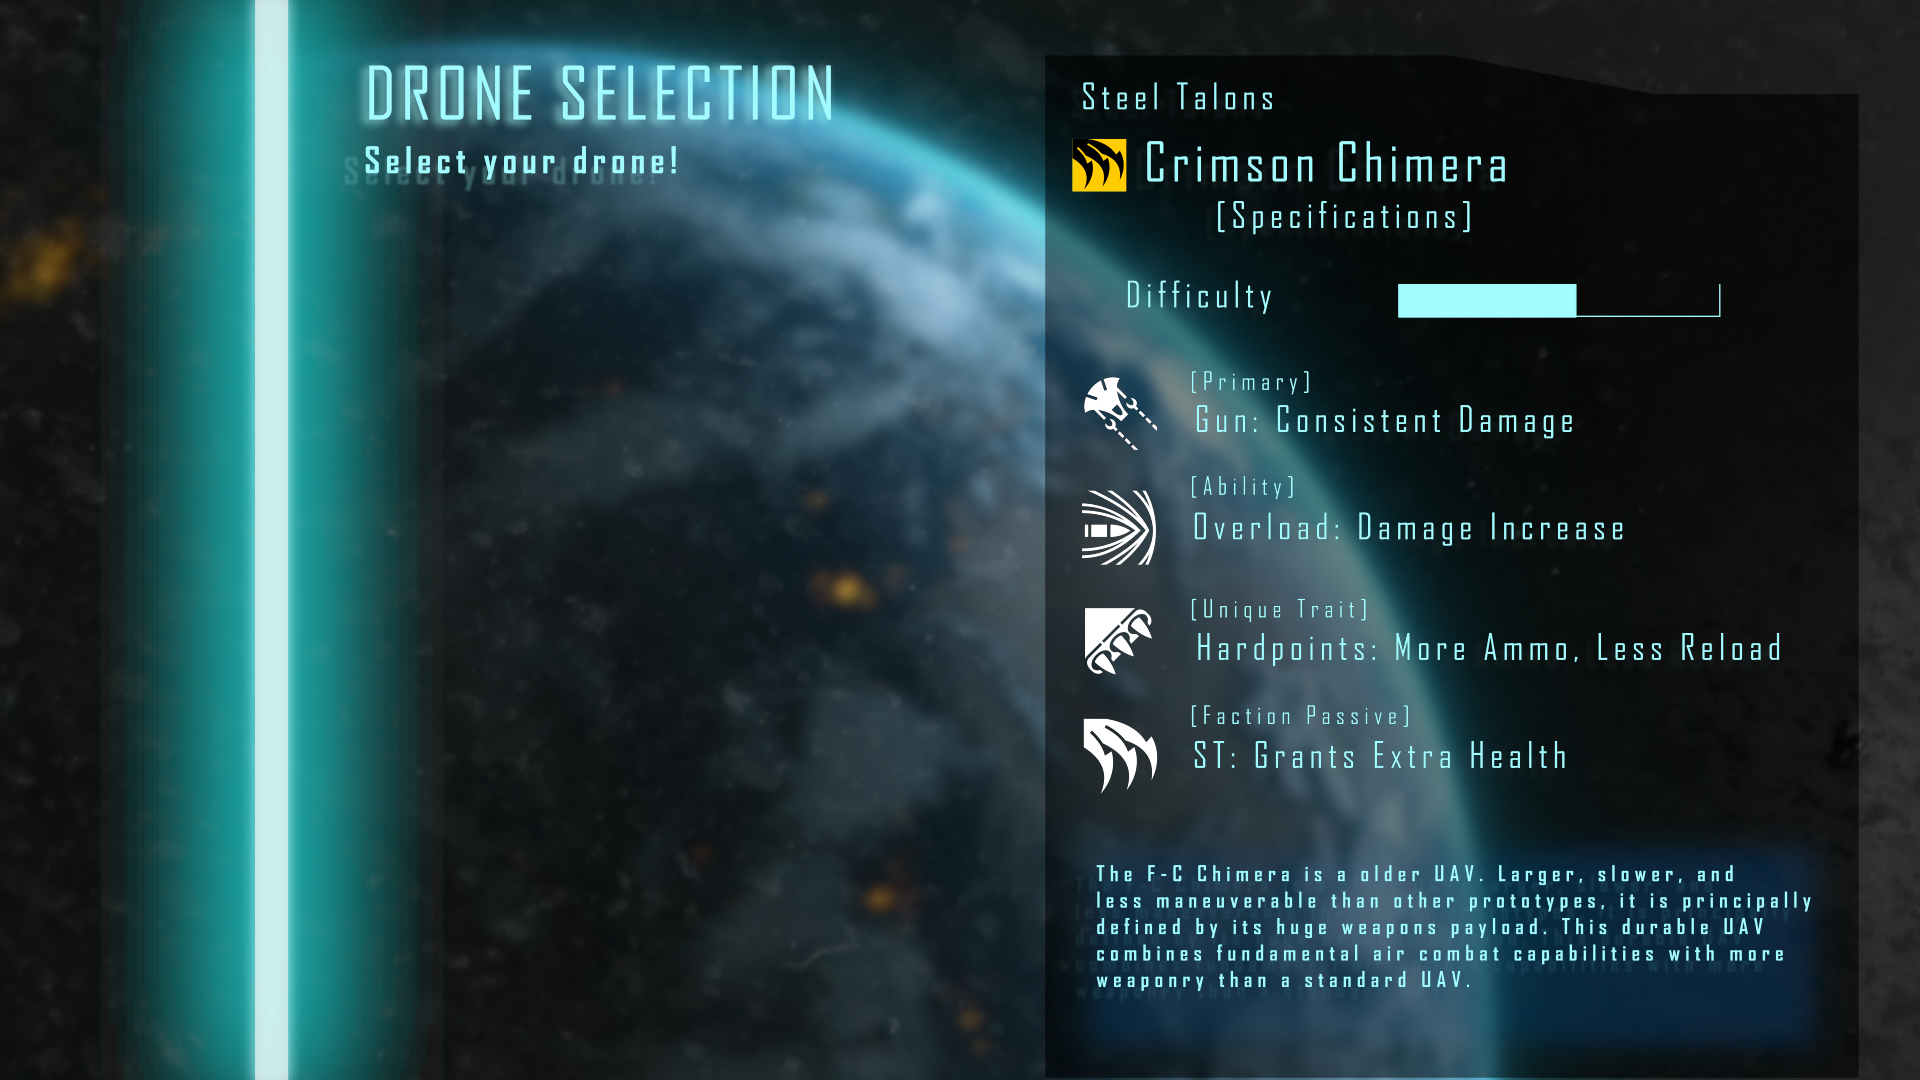 DRONE SELECTION
Select your drone!
Steel Talons
Crimson Chimera
[Specifications]
Difficulty
[Primary]
Gun: Consistent Damage
[Ability]
Overload: Damage Increase
[Unique Trait]
Hardpoints: More Ammo, Less Reload
[Faction Passive]
ST: Grants Extra Health
The F-C Chimera is a older UAV. Larger, slower, and
less maneuverable than other prototypes, it is principally
defined by its huge weapons payload. This durable UAV
combines fundamental air combat capabilities with more
weaponry than a standard UAV.